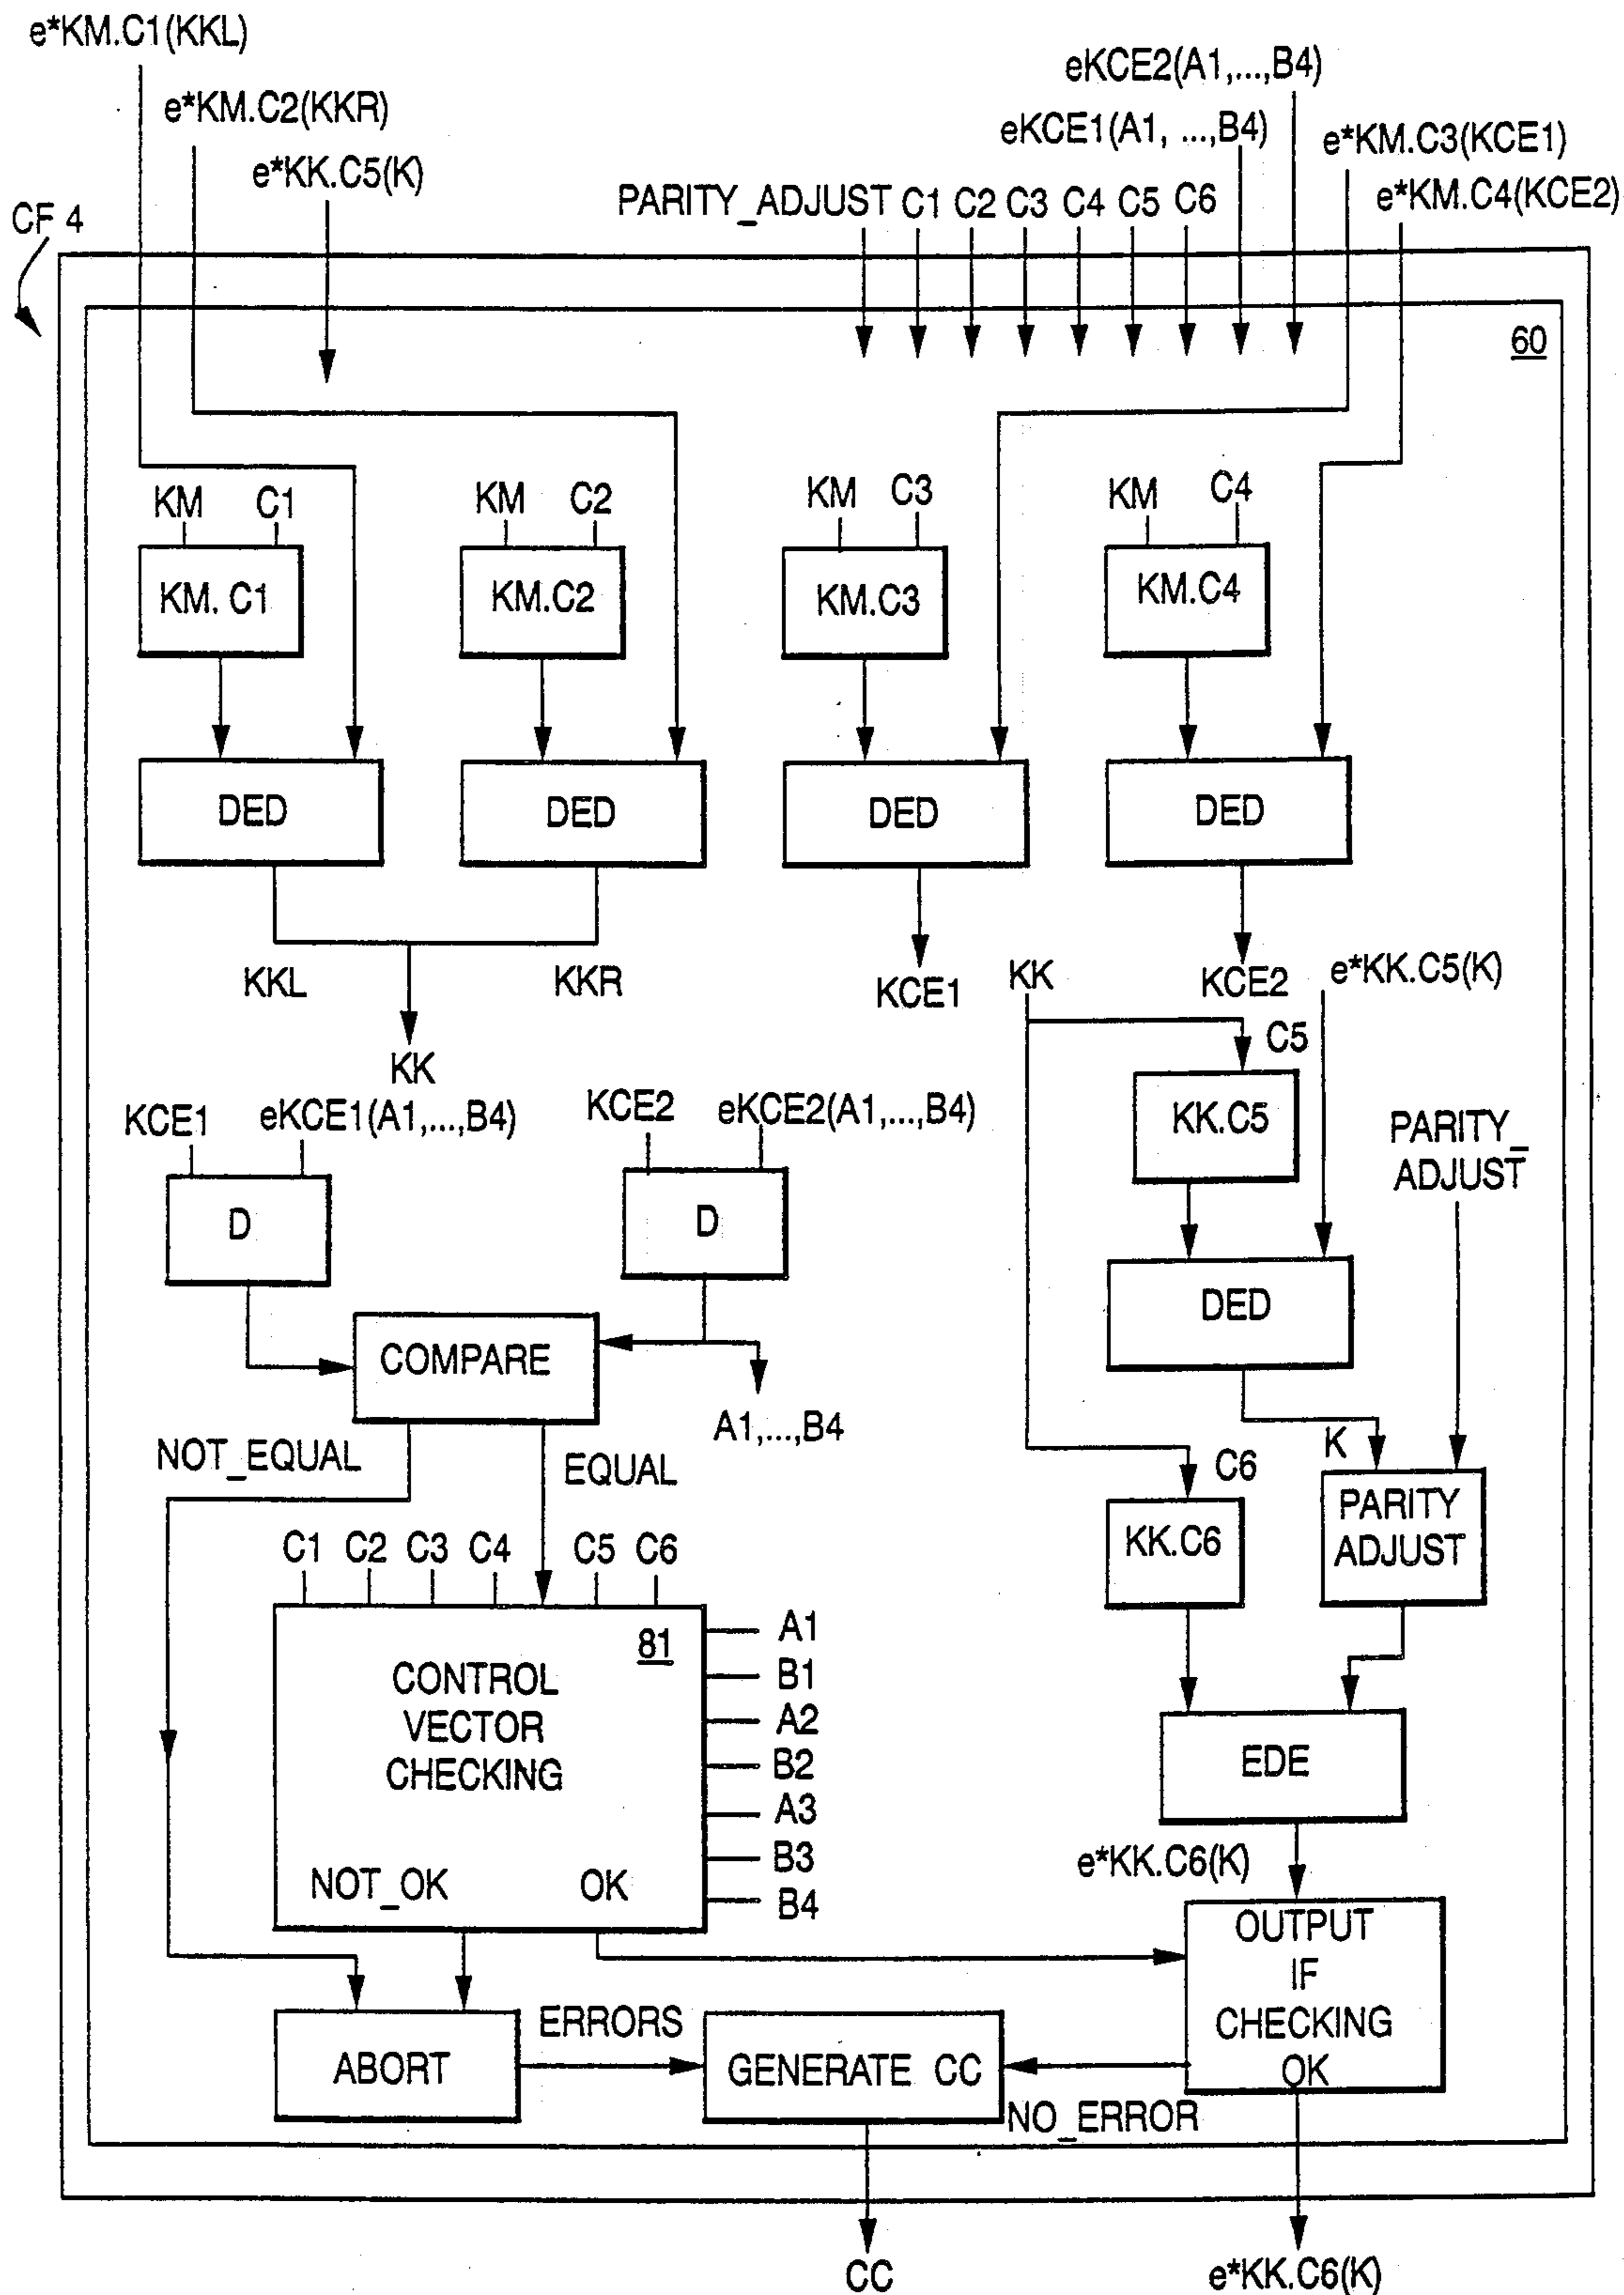 e*KM.C1(KKL)
eKCE2(A1,...,B4)
e*KM.C2(KKR)
eKCE1(A1, ...,B4)
e*KM.C3(KCE1)
e*KK.C5(K)
PARITY_ADJUST C1 C2 C3 C4 C5 C6
e*KM.C4(KCE2)
CF 4
60
KM C1 KM C2 KM C3 KM C4
KM. C1 KM.C2 KM.C3 KM.C4
DED DED DED DED
KKL KKR KCE1 KK KCE2 e*KK.C5(K)
KK
C5
KCE1 eKCE1(A1,...,B4) KCE2 eKCE2(A1,...,B4)
KK.C5
PARITY_
ADJUST
D D
DED
COMPARE
A1,...,B4
NOT_EQUAL EQUAL
K
C6
PARITY
ADJUST
KK.C6
C1 C2 C3 C4 C5 C6
81
CONTROL
VECTOR
CHECKING
A1
B1
A2
B2
A3
B3
B4
NOT_OK OK
EDE
e*KK.C6(K)
OUTPUT
IF
CHECKING
OK
ERRORS
ABORT GENERATE CC
NO_ERROR
CC e*KK.C6(K)